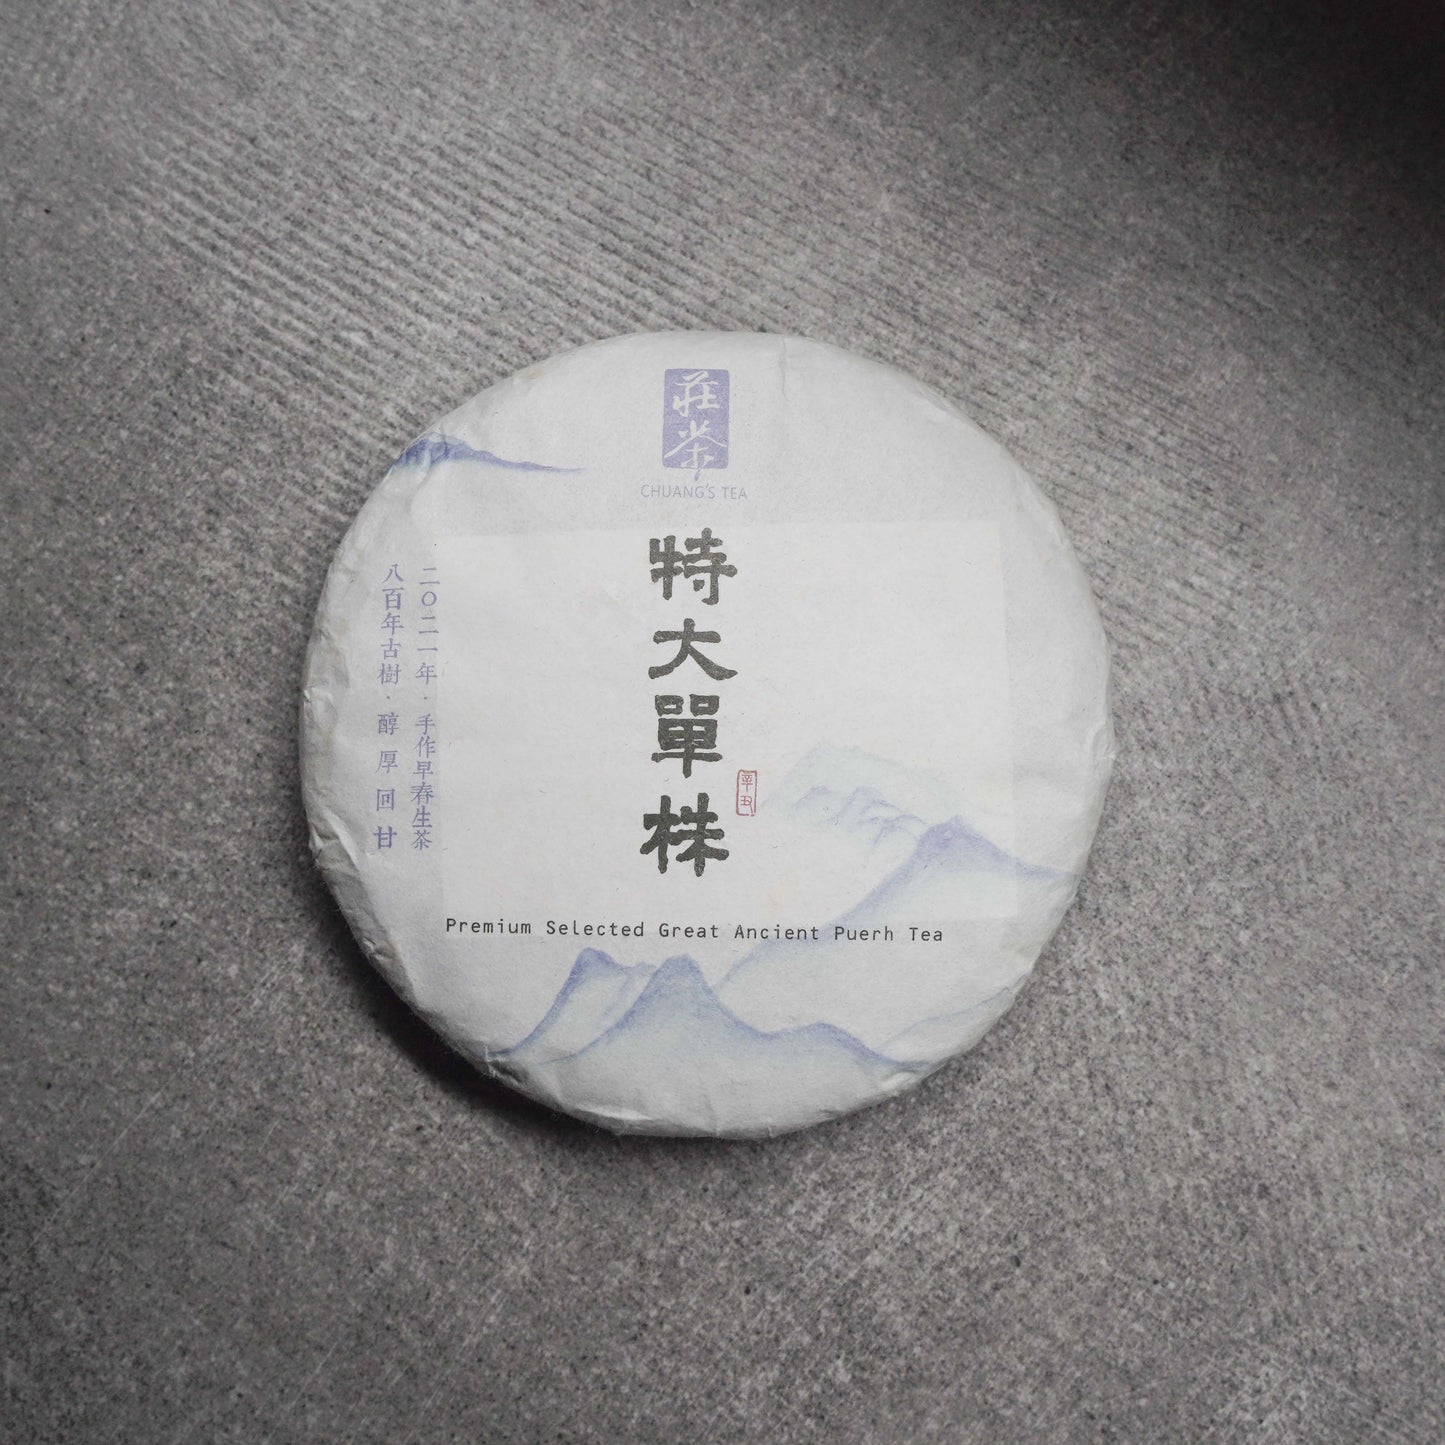 莊茶
CHUANG'S TEA
特大單株
辛丑
二〇二一年·手作早春生茶
八百年古樹·醇厚回甘
Premium Selected Great Ancient Puerh Tea